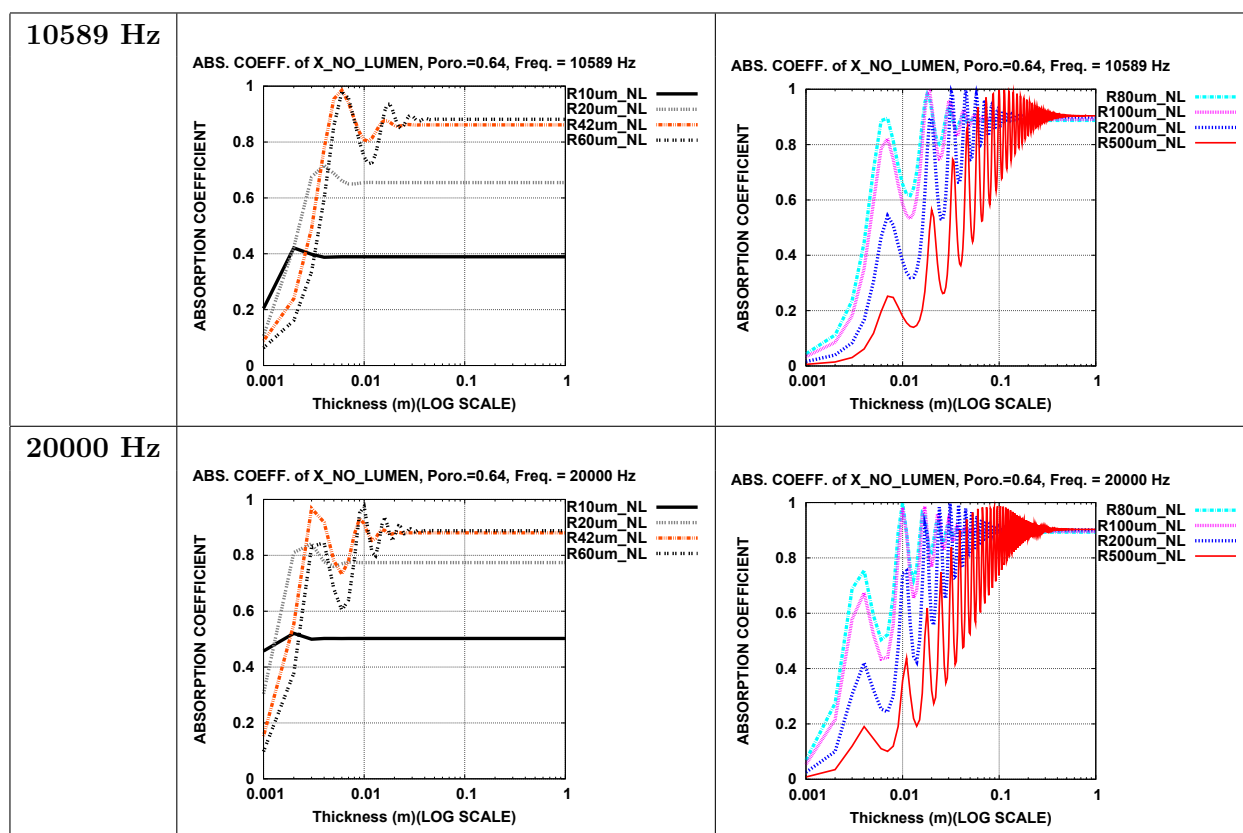 10589 Hz
ABS. COEFF. of X_NO_LUMEN, Poro.=0.64, Freq. = 10589 Hz
R10um_NL
R20um_NL
R42um_NL
R60um_NL
ABSORPTION COEFFICIENT
1
0.8
0.6
0.4
0.2
0
0.001 0.01 0.1 1
Thickness (m)(LOG SCALE)
ABS. COEFF. of X_NO_LUMEN, Poro.=0.64, Freq. = 10589 Hz
R80um_NL
R100um_NL
R200um_NL
R500um_NL
ABSORPTION COEFFICIENT
1
0.8
0.6
0.4
0.2
0
0.001 0.01 0.1 1
Thickness (m)(LOG SCALE)
20000 Hz
ABS. COEFF. of X_NO_LUMEN, Poro.=0.64, Freq. = 20000 Hz
R10um_NL
R20um_NL
R42um_NL
R60um_NL
ABSORPTION COEFFICIENT
1
0.8
0.6
0.4
0.2
0
0.001 0.01 0.1 1
Thickness (m)(LOG SCALE)
ABS. COEFF. of X_NO_LUMEN, Poro.=0.64, Freq. = 20000 Hz
R80um_NL
R100um_NL
R200um_NL
R500um_NL
ABSORPTION COEFFICIENT
1
0.8
0.6
0.4
0.2
0
0.001 0.01 0.1 1
Thickness (m)(LOG SCALE)